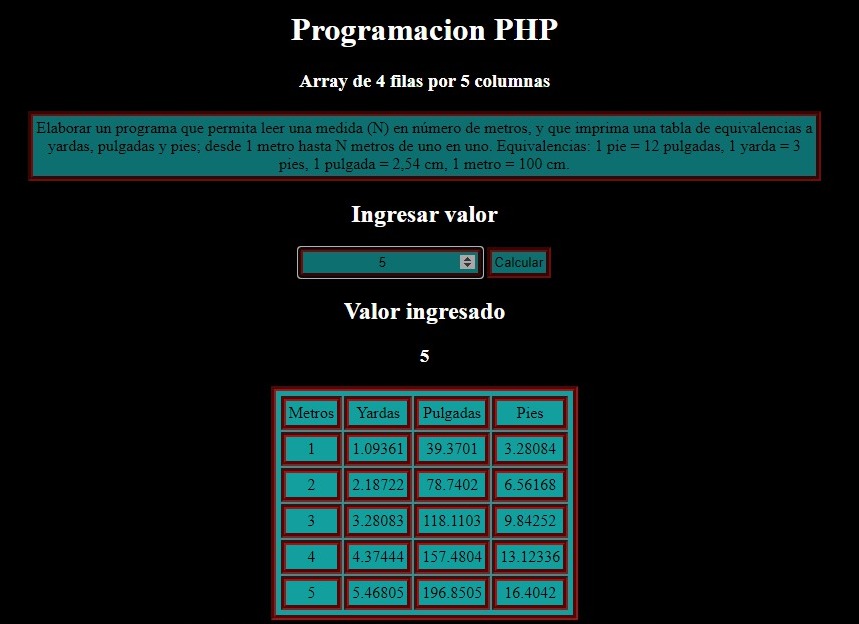 Programacion PHP
Array de 4 filas por 5 columnas
Elaborar un programa que permita leer una medida (N) en número de metros, y que imprima una tabla de equivalencias a
yardas, pulgadas y pies; desde 1 metro hasta N metros de uno en uno. Equivalencias: 1 pie = 12 pulgadas, 1 yarda = 3
pies, 1 pulgada = 2,54 cm, 1 metro = 100 cm.
Ingresar valor
5 Calcular
Valor ingresado
5
Metros Yardas Pulgadas Pies
1 1.09361 39.3701 3.28084
2 2.18722 78.7402 6.56168
3 3.28083 118.1103 9.84252
4 4.37444 157.4804 13.12336
5 5.46805 196.8505 16.4042